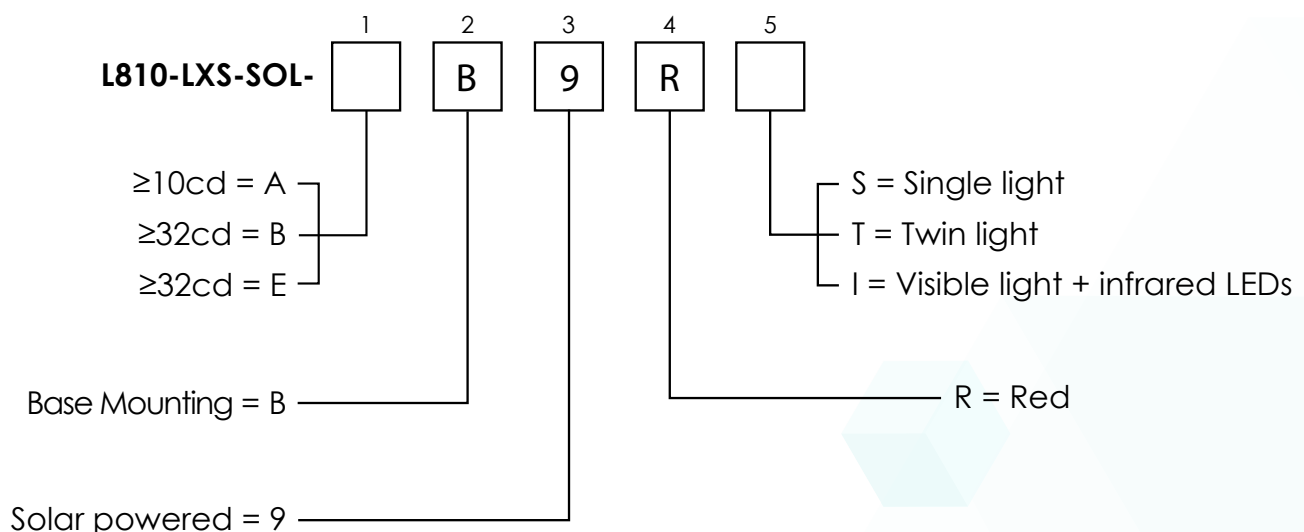 1 2 3 4 5
L810-LXS-SOL- B 9 R
≥10cd = A
≥32cd = B
≥32cd = E
S = Single light
T = Twin light
I = Visible light + infrared LEDs
Base Mounting = B
R = Red
Solar powered = 9